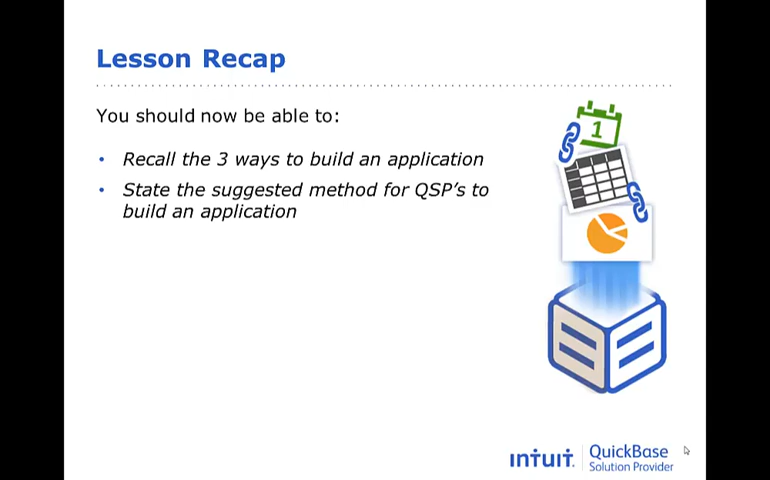 Lesson Recap
You should now be able to:
• Recall the 3 ways to build an application
• State the suggested method for QSP's to
build an application
1
INTUIT.
QuickBase
Solution Provider